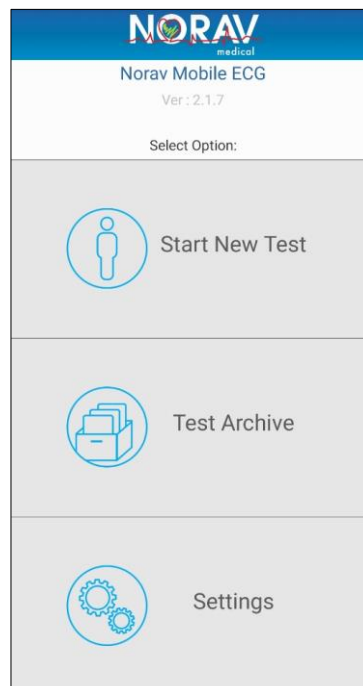 NORAV
medical
Norav Mobile ECG
Ver : 2.1.7
Select Option:
Start New Test
Test Archive
Settings